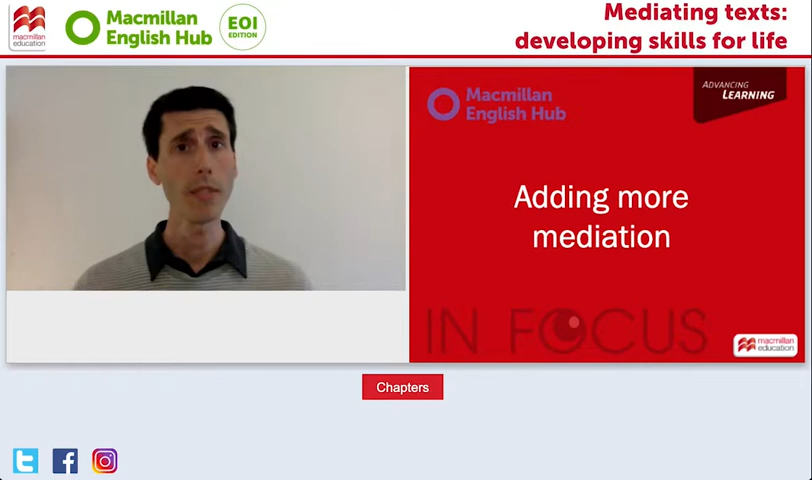 macmillan
education
Macmillan
English Hub
EOI
EDITION
Mediating texts:
developing skills for life
Macmillan
English Hub
ADVANCING
LEARNING
Adding more
mediation
IN FOCUS
macmillan
education
Chapters